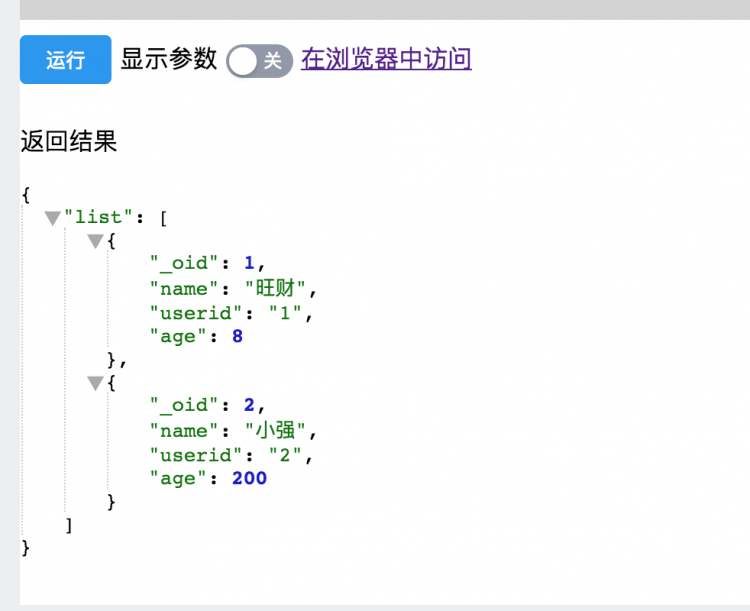 运行 显示参数 关 在浏览器中访问
返回结果
{
"list": [
{
"_oid": 1,
"name": "旺财",
"userid": "1",
"age": 8
},
{
"_oid": 2,
"name": "小强",
"userid": "2",
"age": 200
}
]
}